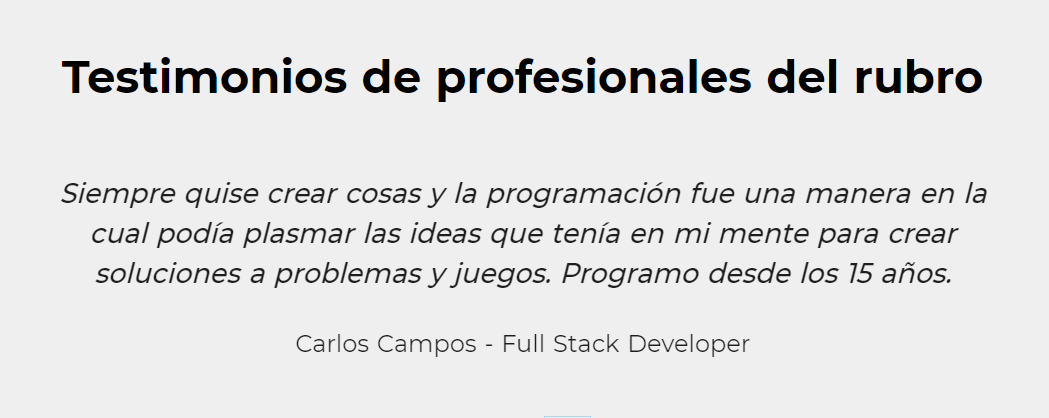 Testimonios de profesionales del rubro
Siempre quise crear cosas y la programación fue una manera en la
cual podía plasmar las ideas que tenía en mi mente para crear
soluciones a problemas y juegos. Programo desde los 15 años.
Carlos Campos - Full Stack Developer